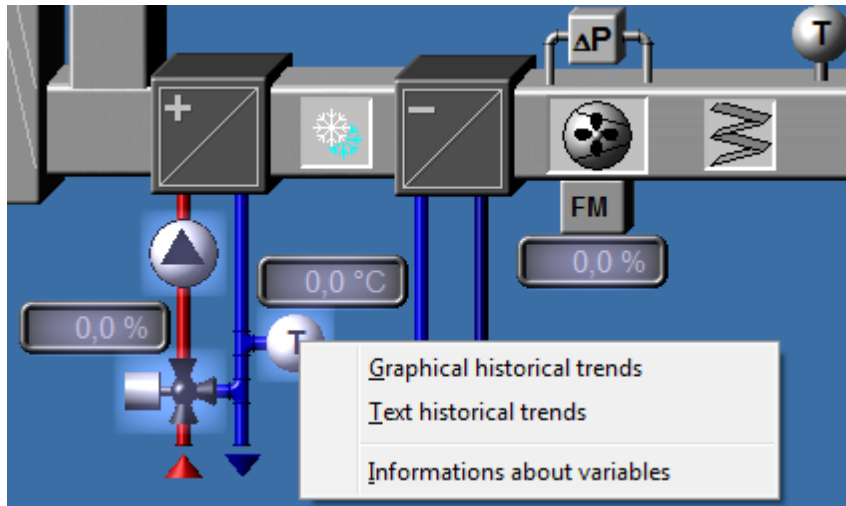 ΔP
T
+
−
FM
0,0 %
0,0 °C
0,0 %
T
Graphical historical trends
Text historical trends
Informations about variables